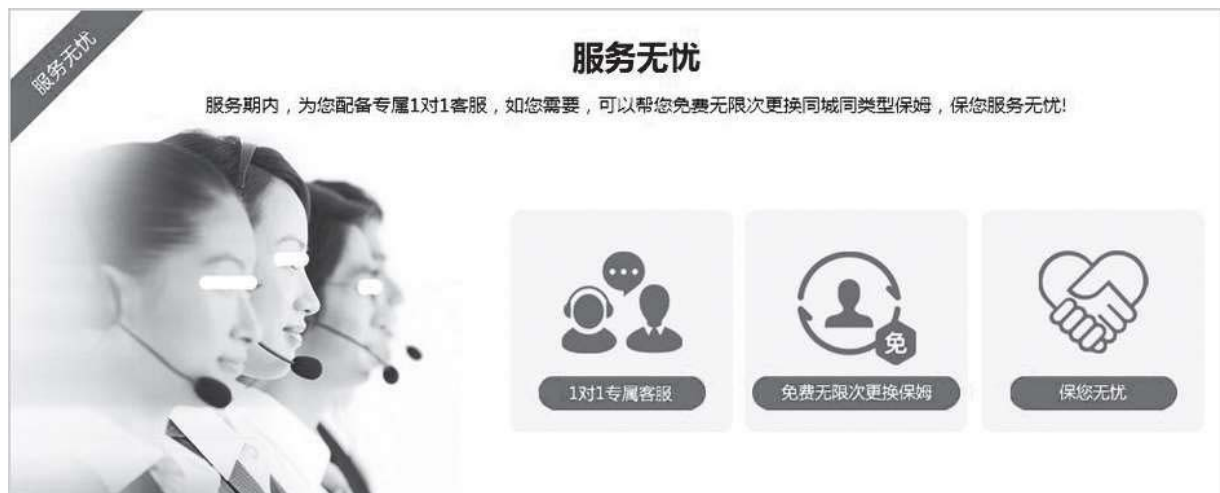 服务无忧
服务无忧
服务期内，为您配备专属1对1客服，如您需要，可以帮您免费无限次更换同城同类型保姆，保您服务无忧!
免
1对1专属客服
免费无限次更换保姆
保您无忧